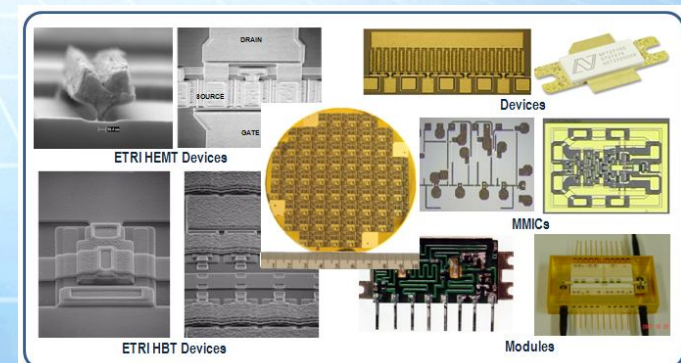 DRAIN
SOURCE
GATE
ETRI HEMT Devices
Devices
MMICs
ETRI HBT Devices
Modules